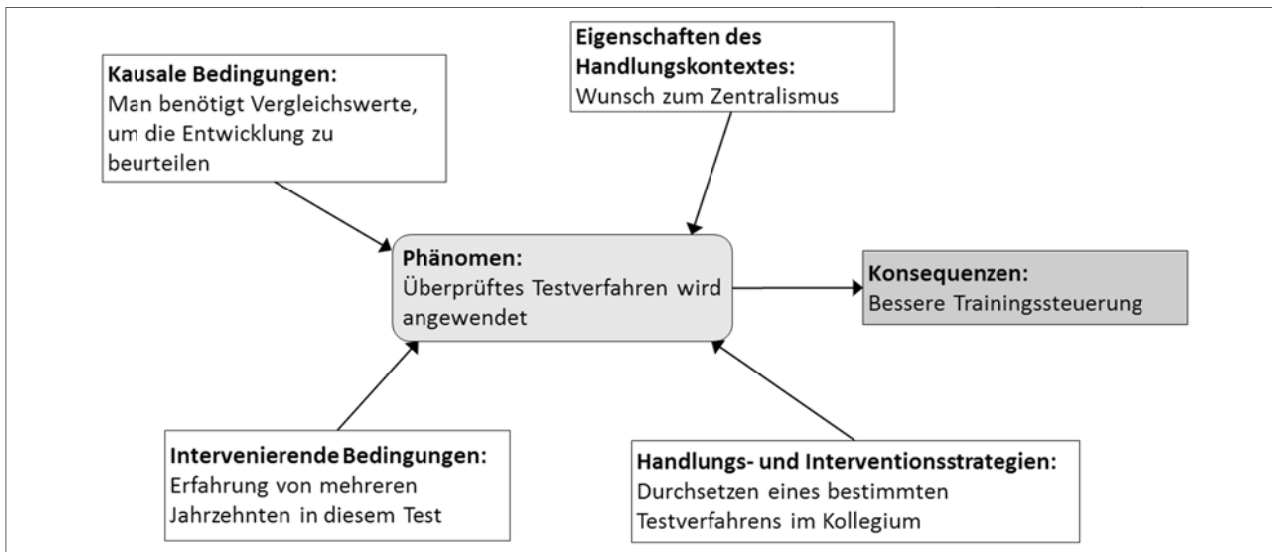 Kausale Bedingungen:
Man benötigt Vergleichswerte,
um die Entwicklung zu
beurteilen
Eigenschaften des
Handlungskontextes:
Wunsch zum Zentralismus
Phänomen:
Überprüftes Testverfahren wird
angewendet
Konsequenzen:
Bessere Trainingssteuerung
Intervenierende Bedingungen:
Erfahrung von mehreren
Jahrzehnten in diesem Test
Handlungs- und Interventionsstrategien:
Durchsetzen eines bestimmten
Testverfahrens im Kollegium